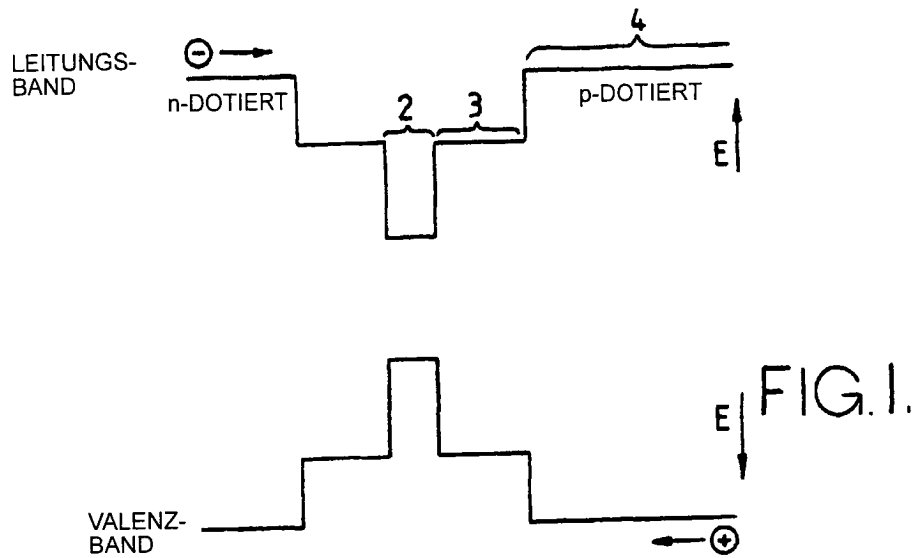 4
LEITUNGS-
BAND
n-DOTIERT
2
3
p-DOTIERT
E
E
FIG.1.
VALENZ-
BAND